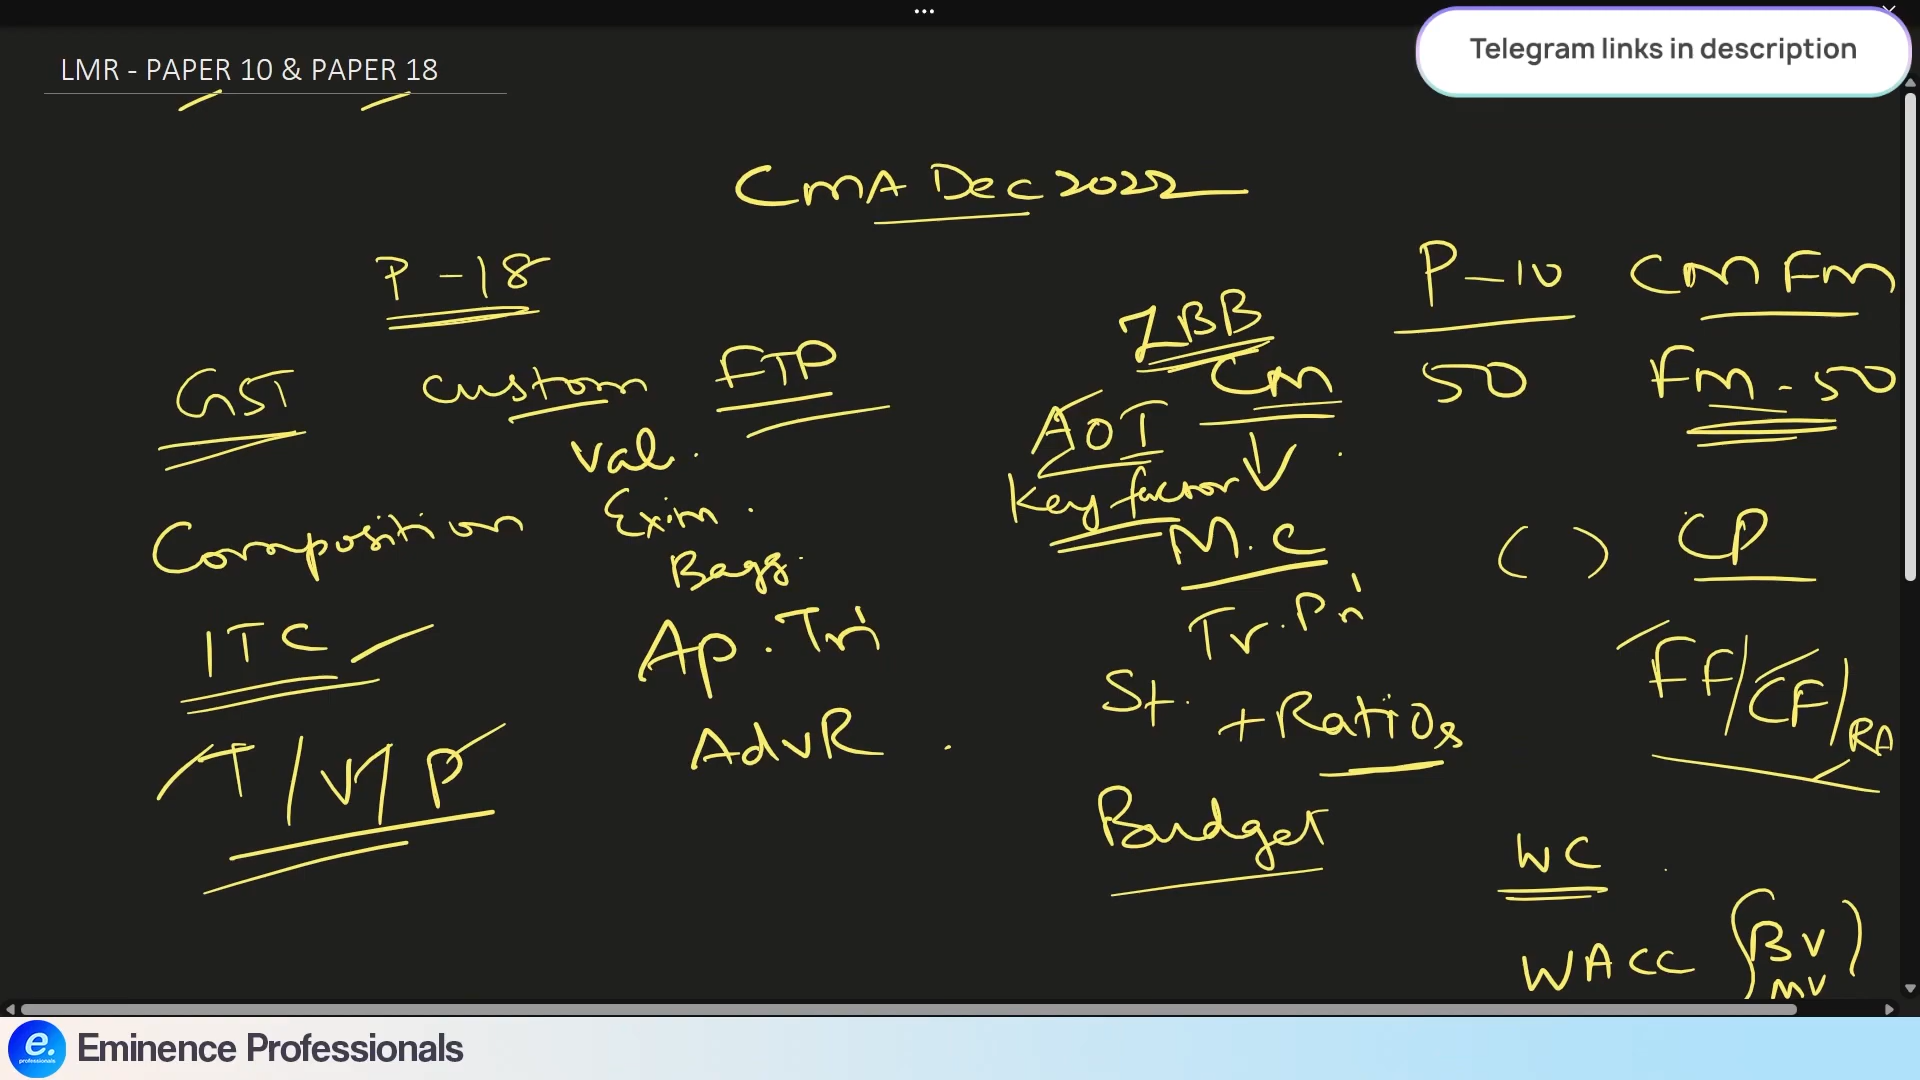 Telegram links in description
LMR - PAPER 10 & PAPER 18
CMA Dec 2022
P - 18
GST
Custom
FTP
Val.
Composition
Exim.
Bagg.
ITC
Ap. Tri
T / V / P
AdvR
P - 10 CM FM
ZBB
CM 50 FM - 50
AOT
Key factor
M.C
( ) CP
Tr. Pri
FF / CF / RA
St. + Ratios
Budget
WC
WACC (BV
MV)
e.
professionals
Eminence Professionals